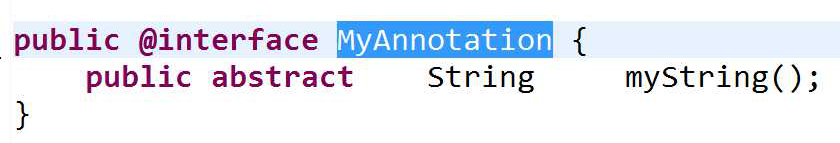 public @interface MyAnnotation {
public abstract String myString();
}